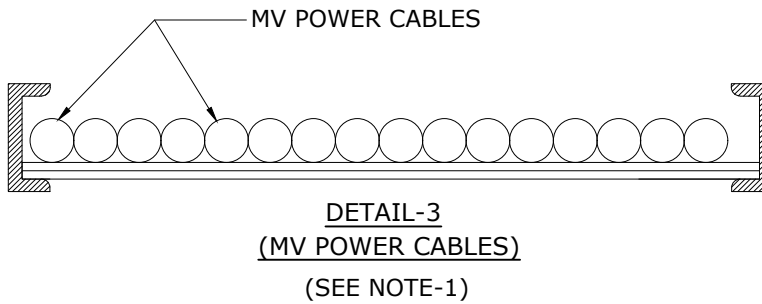 MV POWER CABLES
DETAIL-3
(MV POWER CABLES)
(SEE NOTE-1)